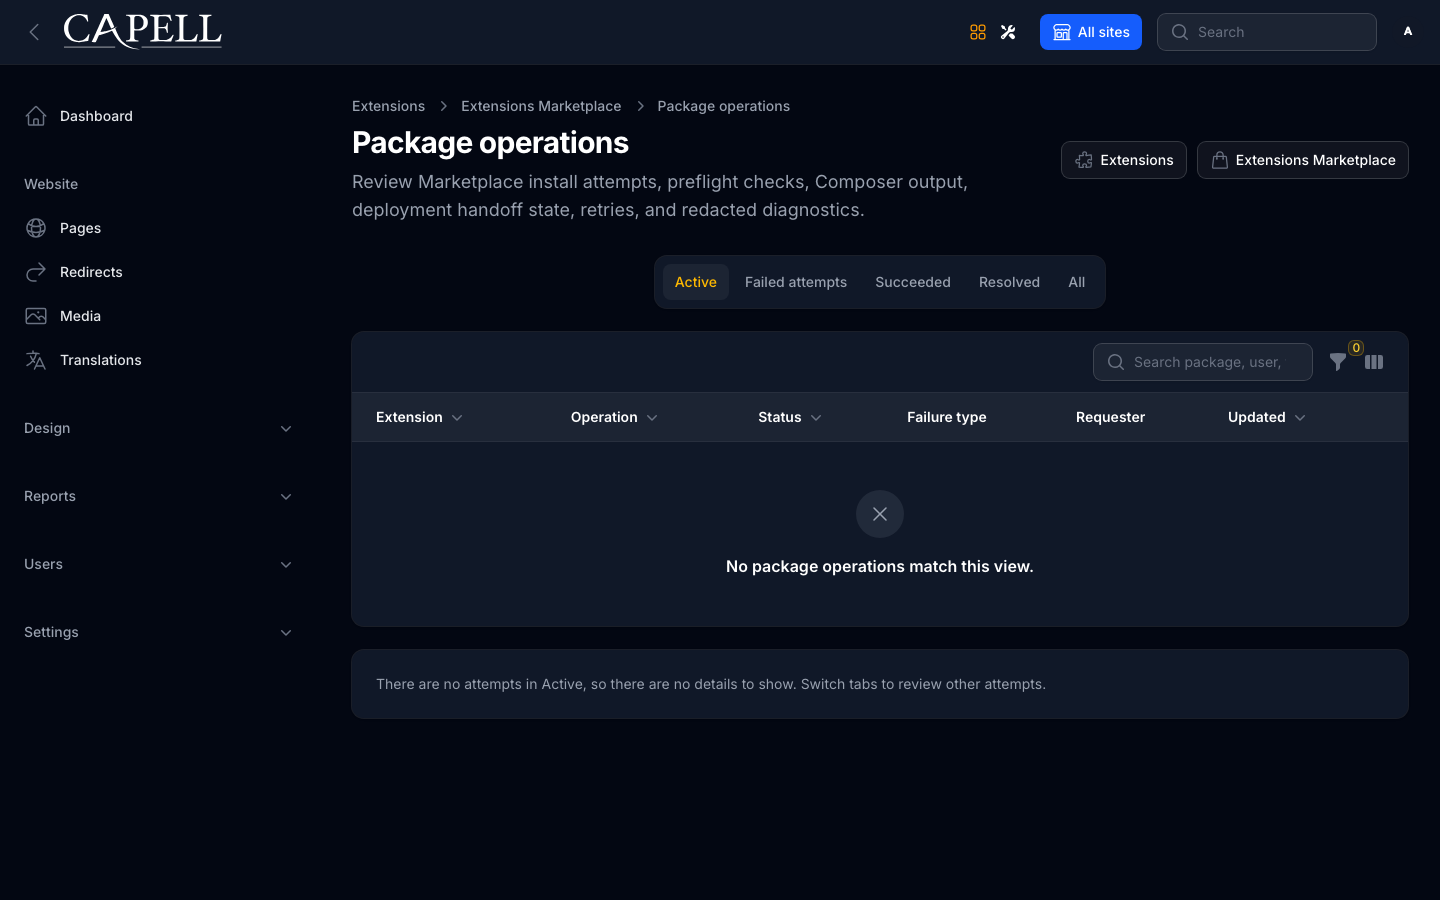 CAPELL
All sites
Search
A
Dashboard
Website
Pages
Redirects
Media
Translations
Design
Reports
Users
Settings
Extensions > Extensions Marketplace > Package operations
Package operations
Review Marketplace install attempts, preflight checks, Composer output,
deployment handoff state, retries, and redacted diagnostics.
Extensions
Extensions Marketplace
Active Failed attempts Succeeded Resolved All
Search package, user,
0
Extension Operation Status Failure type Requester Updated
No package operations match this view.
There are no attempts in Active, so there are no details to show. Switch tabs to review other attempts.